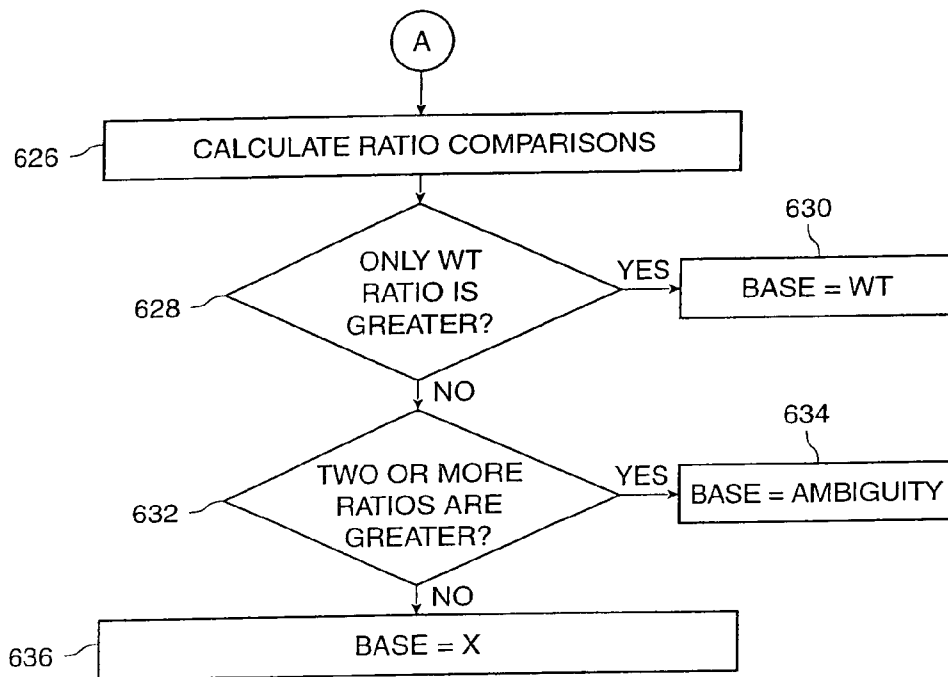 A
626
CALCULATE RATIO COMPARISONS
628
ONLY WT
RATIO IS
GREATER?
YES
630
BASE = WT
NO
632
TWO OR MORE
RATIOS ARE
GREATER?
YES
634
BASE = AMBIGUITY
NO
636
BASE = X